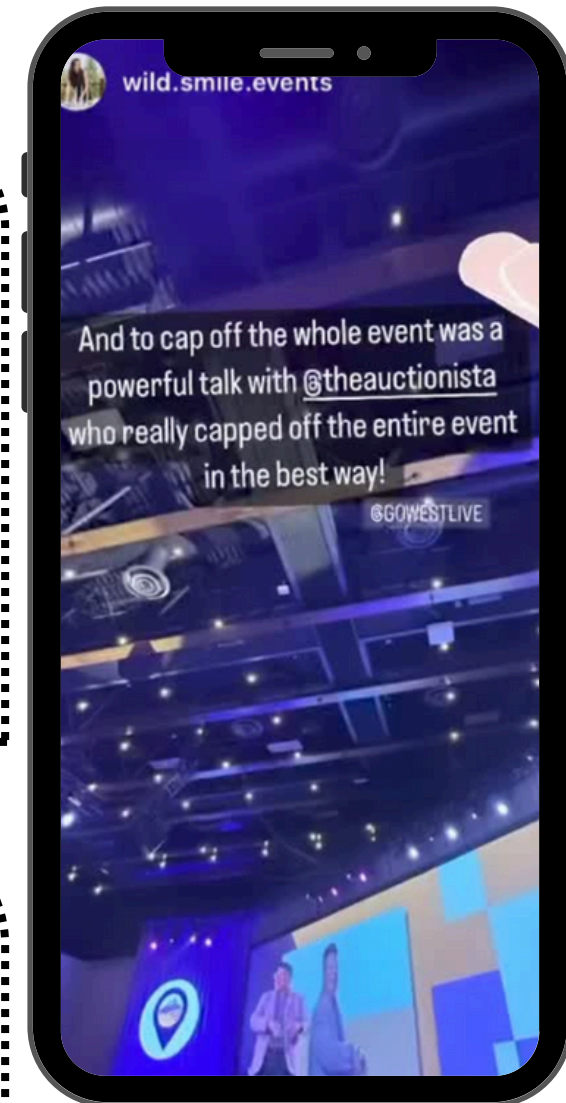 wild.smile.events
And to cap off the whole event was a
powerful talk with @theauctionista
who really capped off the entire event
in the best way!
@GOWESTLIVE